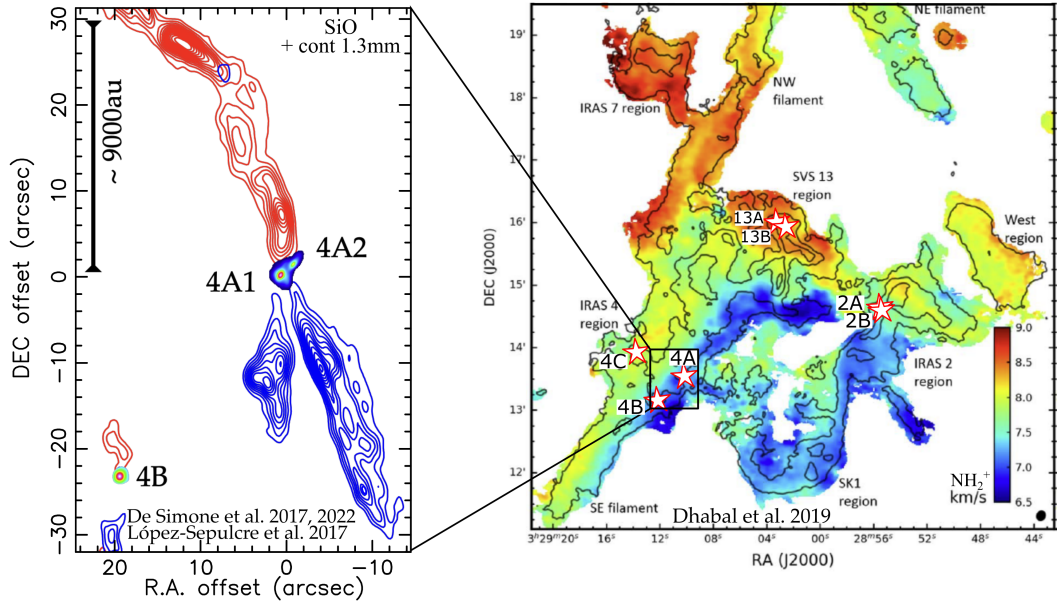 SiO
+ cont 1.3mm
~ 9000au
4A2
4A1
4B
De Simone et al. 2017, 2022
López-Sepulcre et al. 2017
30
20
10
0
−10
−20
−30
DEC offset (arcsec)
20
10
0
−10
R.A. offset (arcsec)
NE filament
NW
filament
IRAS 7 region
SVS 13
region
13A
13B
West
region
2A
2B
IRAS 4
region
4C
4A
4B
IRAS 2
region
SK1
region
SE filament
Dhabal et al. 2019
NH₂⁺
km/s
9.0
8.5
8.0
7.5
7.0
6.5
19'
18'
17'
16'
15'
14'
13'
12'
DEC (J2000)
3ʰ29ᵐ20ˢ
16ˢ
12ˢ
08ˢ
04ˢ
00ˢ
28ᵐ56ˢ
52ˢ
48ˢ
44ˢ
RA (J2000)